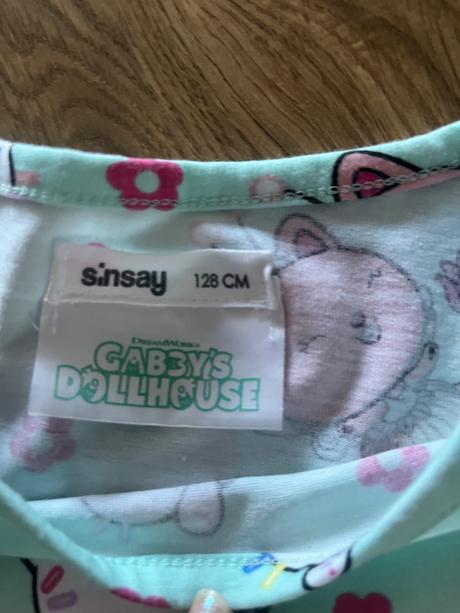 sinsay 128 CM
DREAMWORKS
GABBY'S
DOLLHOUSE